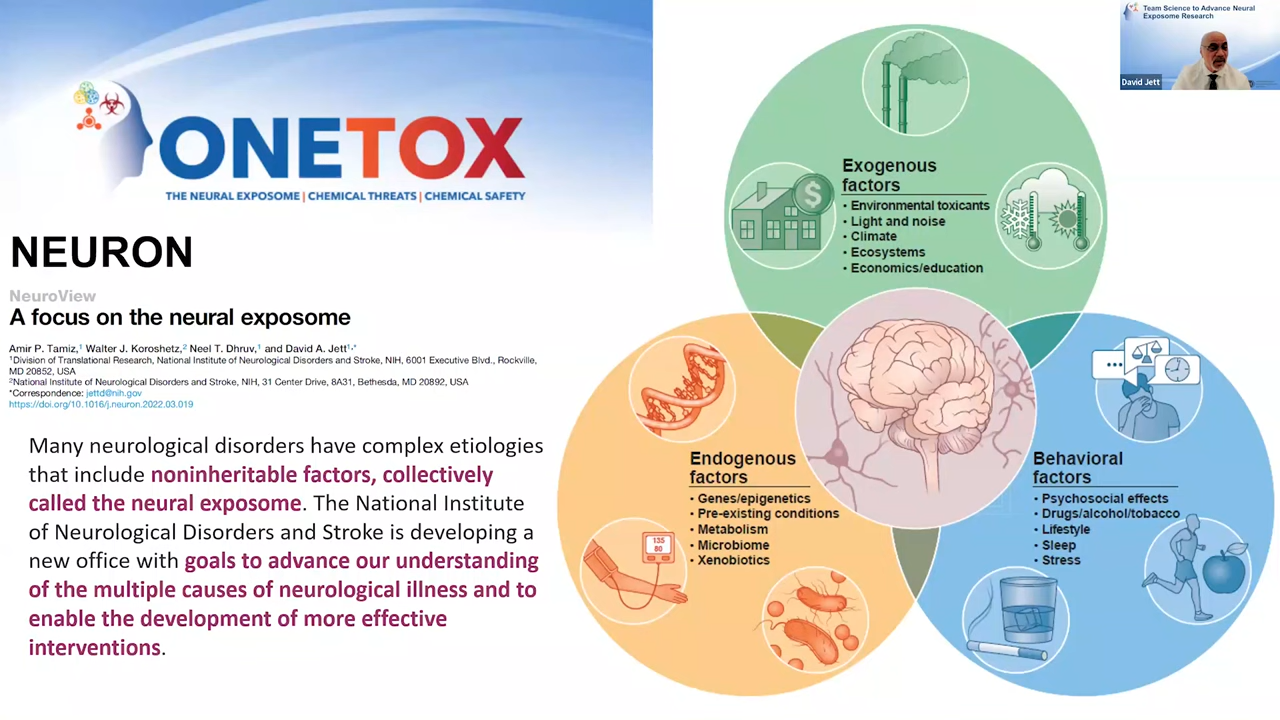 Team Science to Advance Neural
Exposome Research
David Jett
ONETOX
THE NEURAL EXPOSOME | CHEMICAL THREATS | CHEMICAL SAFETY
NEURON
NeuroView
A focus on the neural exposome
Amir P. Tamiz,1 Walter J. Koroshetz,2 Neel T. Dhruv,1 and David A. Jett1,*
1Division of Translational Research, National Institute of Neurological Disorders and Stroke, NIH, 6001 Executive Blvd., Rockville,
MD 20852, USA
2National Institute of Neurological Disorders and Stroke, NIH, 31 Center Drive, 8A31, Bethesda, MD 20892, USA
*Correspondence: jettd@nih.gov
https://doi.org/10.1016/j.neuron.2022.03.019
Many neurological disorders have complex etiologies
that include noninheritable factors, collectively
called the neural exposome. The National Institute
of Neurological Disorders and Stroke is developing a
new office with goals to advance our understanding
of the multiple causes of neurological illness and to
enable the development of more effective
interventions.
Exogenous
factors
• Environmental toxicants
• Light and noise
• Climate
• Ecosystems
• Economics/education
$
Endogenous
factors
• Genes/epigenetics
• Pre-existing conditions
• Metabolism
• Microbiome
• Xenobiotics
135
80
Behavioral
factors
• Psychosocial effects
• Drugs/alcohol/tobacco
• Lifestyle
• Sleep
• Stress